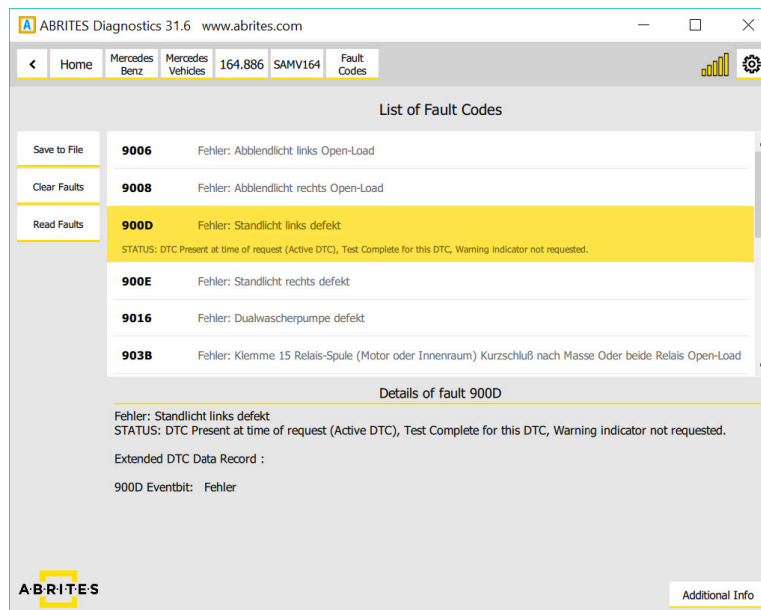 ABRITES Diagnostics 31.6 www.abrites.com
Home
Mercedes
Benz
Mercedes
Vehicles
164.886
SAMV164
Fault
Codes
List of Fault Codes
Save to File
Clear Faults
Read Faults
9006 Fehler: Abblendlicht links Open-Load
9008 Fehler: Abblendlicht rechts Open-Load
900D Fehler: Standlicht links defekt
STATUS: DTC Present at time of request (Active DTC), Test Complete for this DTC, Warning indicator not requested.
900E Fehler: Standlicht rechts defekt
9016 Fehler: Dualwascherpumpe defekt
903B Fehler: Klemme 15 Relais-Spule (Motor oder Innenraum) Kurzschluß nach Masse Oder beide Relais Open-Load
Details of fault 900D
Fehler: Standlicht links defekt
STATUS: DTC Present at time of request (Active DTC), Test Complete for this DTC, Warning indicator not requested.
Extended DTC Data Record :
900D Eventbit: Fehler
A·B·R·I·T·E·S
Additional Info